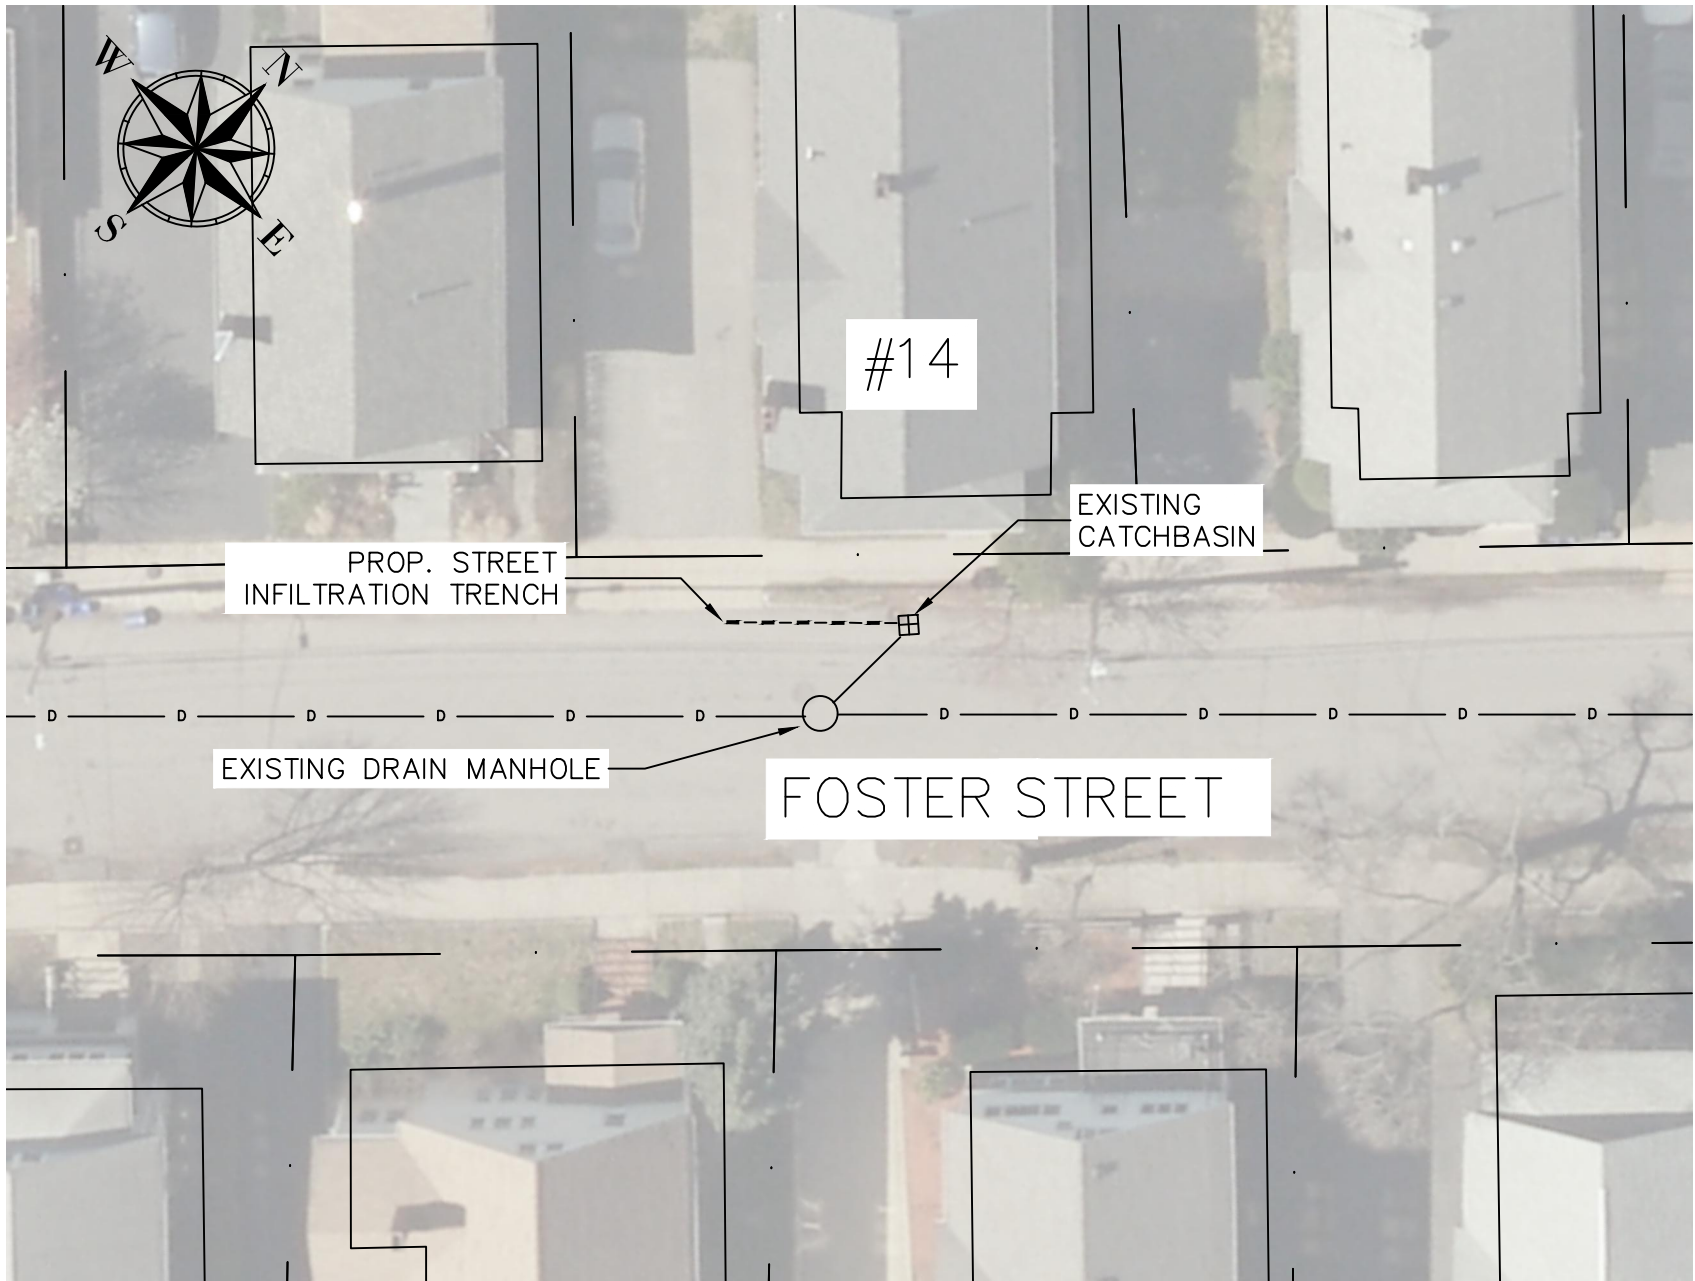 W
N
S
E
#14
EXISTING
CATCHBASIN
PROP. STREET
INFILTRATION TRENCH
D D D D D D D D D D D D
EXISTING DRAIN MANHOLE
FOSTER STREET